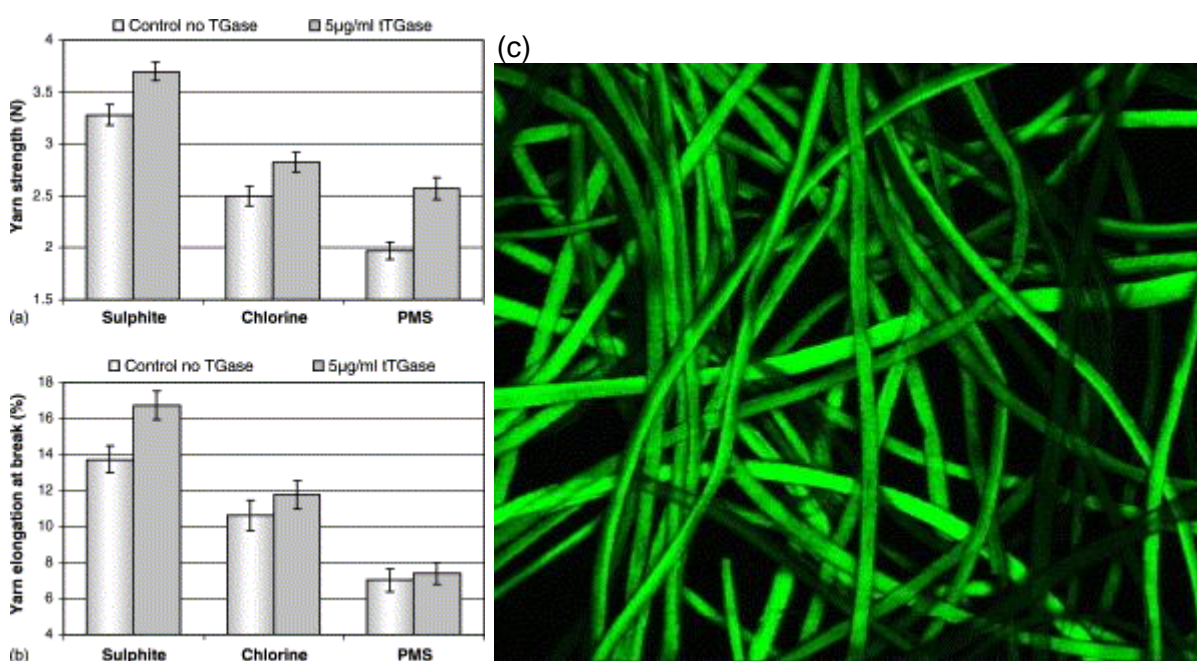 Control no TGase 5µg/ml tTGase
Yarn strength (N)
4
3.5
3
2.5
2
1.5
(a)
Sulphite Chlorine PMS
Control no TGase 5µg/ml tTGase
Yarn elongation at break (%)
18
16
14
12
10
8
6
4
(b)
Sulphite Chlorine PMS
(c)